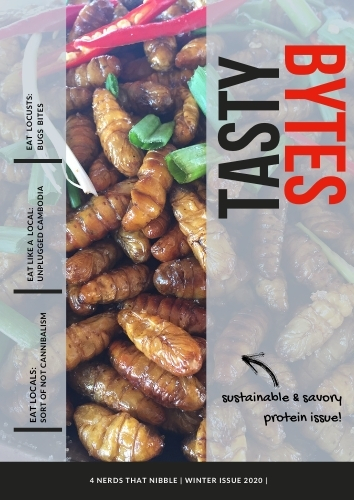 TASTY
BYTES
EAT LOCUSTS:
BUGS BITES
EAT LIKE A LOCAL:
UNPLUGGED CAMBODIA
EAT LOCALS:
SORT OF NOT CANNIBALISM
sustainable & savory
protein issue!
4 NERDS THAT NIBBLE | WINTER ISSUE 2020 |